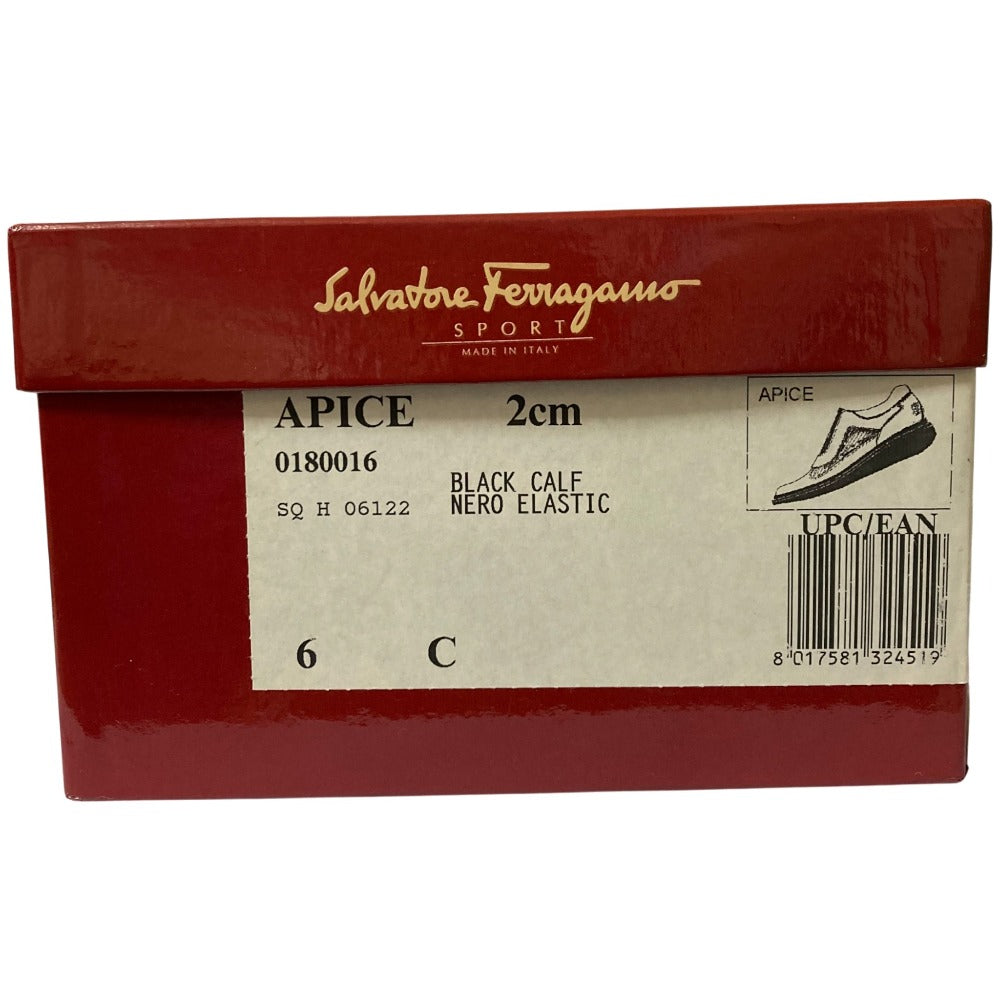 Salvatore Ferragamo
SPORT
MADE IN ITALY
APICE 2cm
0180016
SQ H 06122
BLACK CALF
NERO ELASTIC
6 C
APICE
UPC/EAN
8 017581 324519